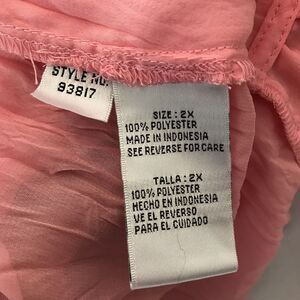 STYLE NO.
93817
SIZE : 2X
100% POLYESTER
MADE IN INDONESIA
SEE REVERSE FOR CARE
TALLA : 2X
100% POLYESTER
HECHO EN INDONESIA
VE EL REVERSO
PARA EL CUIDADO